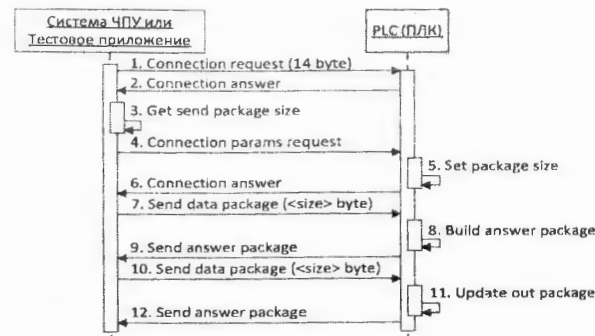 Система ЧПУ или
Тестовое приложение
PLC (ПЛК)
1. Connection request (14 byte)
2. Connection answer
3. Get send package size
4. Connection params request
5. Set package size
6. Connection answer
7. Send data package (<size> byte)
8. Build answer package
9. Send answer package
10. Send data package (<size> byte)
11. Update out package
12. Send answer package